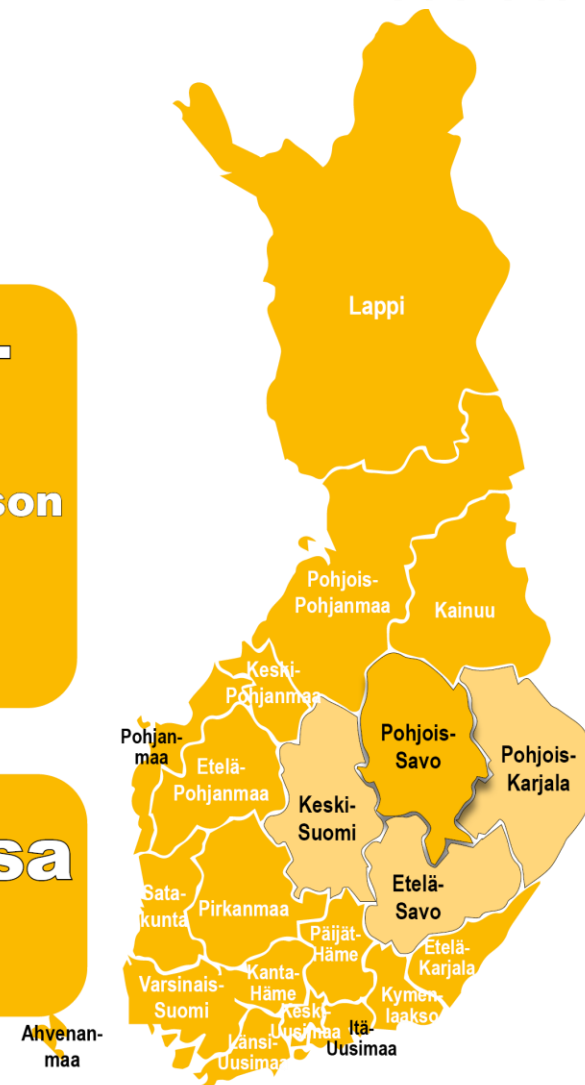 Lappi
son
Pohjois-
Pohjanmaa
Kainuu
Keski-
Pohjanmaa
Pohjan-
maa
Etelä-
Pohjanmaa
Pohjois-
Savo
Pohjois-
Karjala
Keski-
Suomi
sa
Etelä-
Savo
Sata-
kunta
Pirkanmaa
Päijät-
Häme
Etelä-
Karjala
Varsinais-
Suomi
Kanta-
Häme
Kymen-
laakso
Keski-
Uusimaa
Itä-
Uusimaa
Länsi-
Uusimaa
Ahvenan-
maa